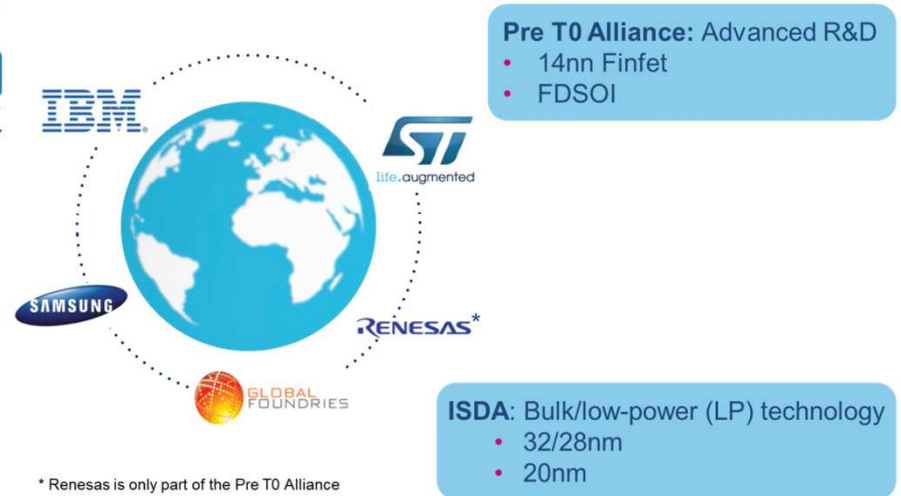 Pre T0 Alliance: Advanced R&D
• 14nn Finfet
• FDSOI
IBM®
ST
life.augmented
SAMSUNG
RENESAS*
GLOBAL
FOUNDRIES
ISDA: Bulk/low-power (LP) technology
• 32/28nm
• 20nm
* Renesas is only part of the Pre T0 Alliance